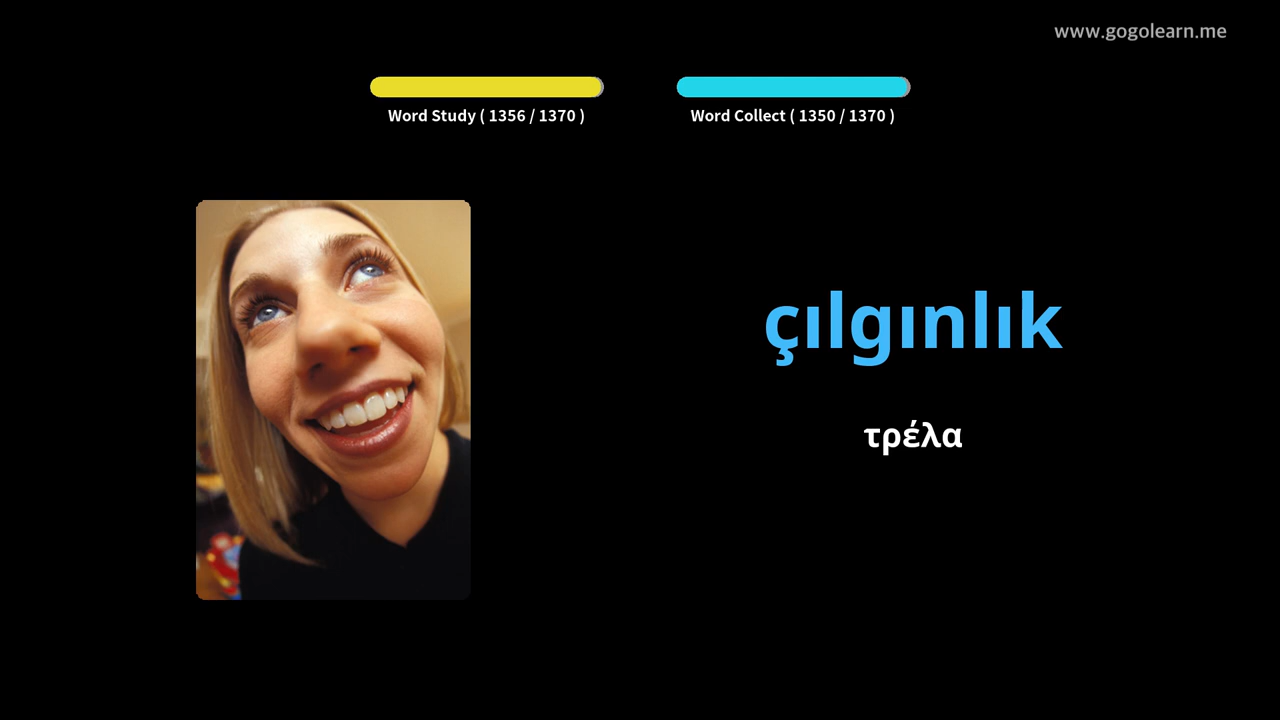 www.gogolearn.me
Word Study ( 1356 / 1370 )
Word Collect ( 1350 / 1370 )
çılgınlık
τρέλα